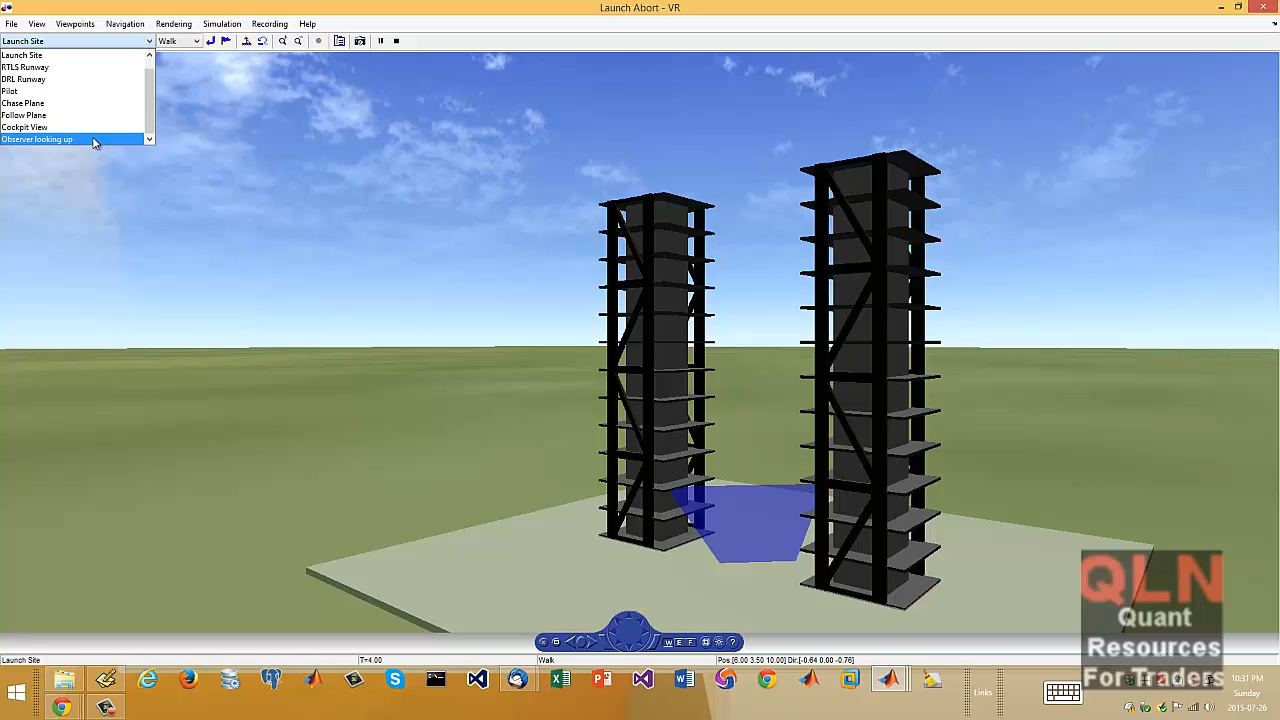 Launch Abort - VR
File View Viewpoints Navigation Rendering Simulation Recording Help
Launch Site Walk
Launch Site
RTLS Runway
DRL Runway
Pilot
Chase Plane
Follow Plane
Cockpit View
Observer looking up
QLN
Quant
Resources
For Traders
W E F ?
Launch Site T=4.00 Walk Pos:[6.00 3.50 10.00] Dir:[-0.64 0.00 -0.76]
Links
10:31 PM
Sunday
2015-07-26